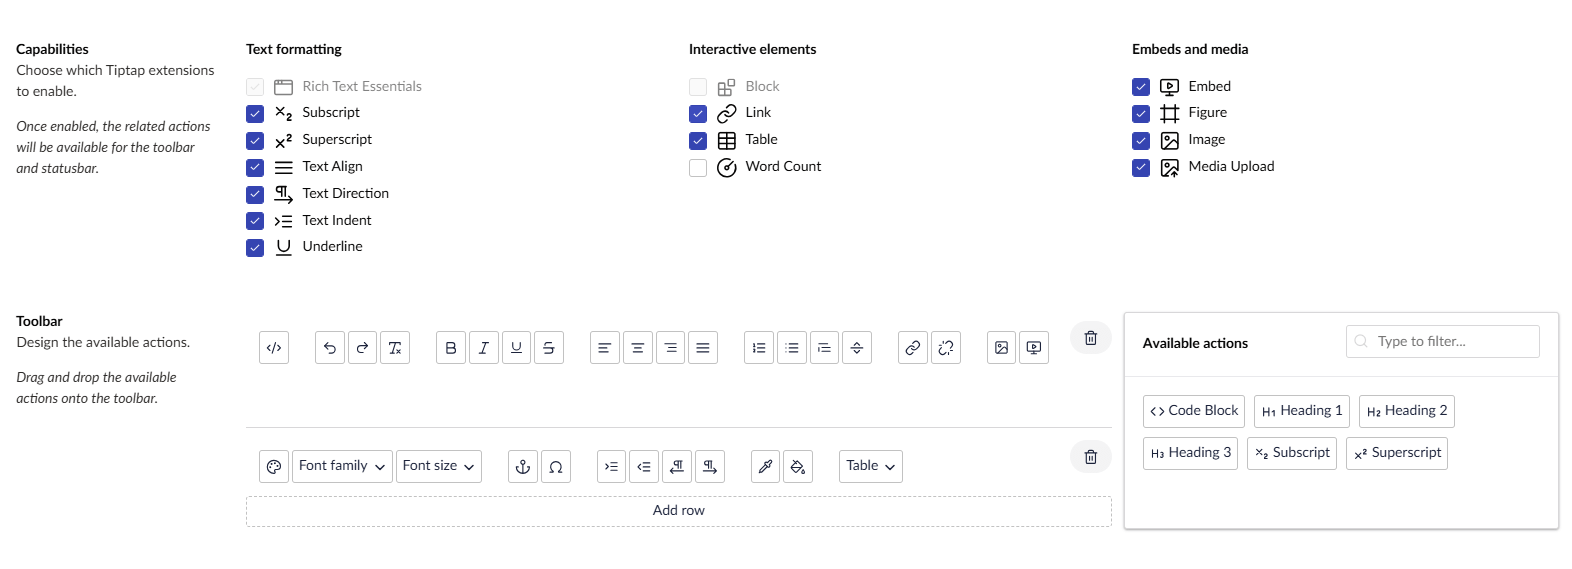 Capabilities
Choose which Tiptap extensions
to enable.
Once enabled, the related actions
will be available for the toolbar
and statusbar.
Text formatting
Rich Text Essentials
Subscript
Superscript
Text Align
Text Direction
Text Indent
Underline
Interactive elements
Block
Link
Table
Word Count
Embeds and media
Embed
Figure
Image
Media Upload
Toolbar
Design the available actions.
Drag and drop the available
actions onto the toolbar.
Font family
Font size
Table
Add row
Available actions
Type to filter...
Code Block
H1 Heading 1
H2 Heading 2
H3 Heading 3
Subscript
Superscript